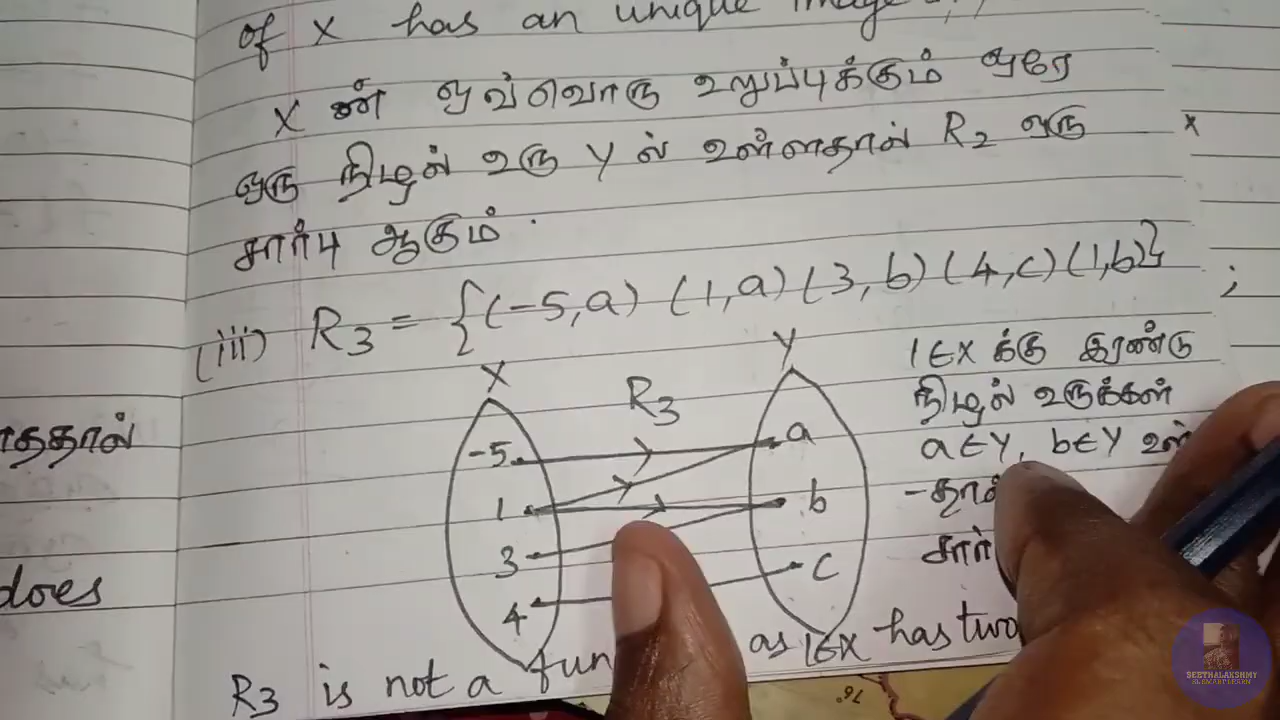 of X has an unique image
X ன் ஒவ்வொரு உறுப்புக்கும் ஒரே
ஒரு நிழல் உரு Y ல் உள்ளதால் R2 ஒரு
சார்பு ஆகும்.
(iii) R3 = {(-5,a) (1,a) (3,b) (4,c) (1,b)} ;
X R3 Y
-5 a
1 b
3 c
4
1∈X க்கு இரண்டு
நிழல் உருக்கள்
a∈Y, b∈Y
R3 is not a fun as 1∈X has two
does
SEETHALAKSHMY